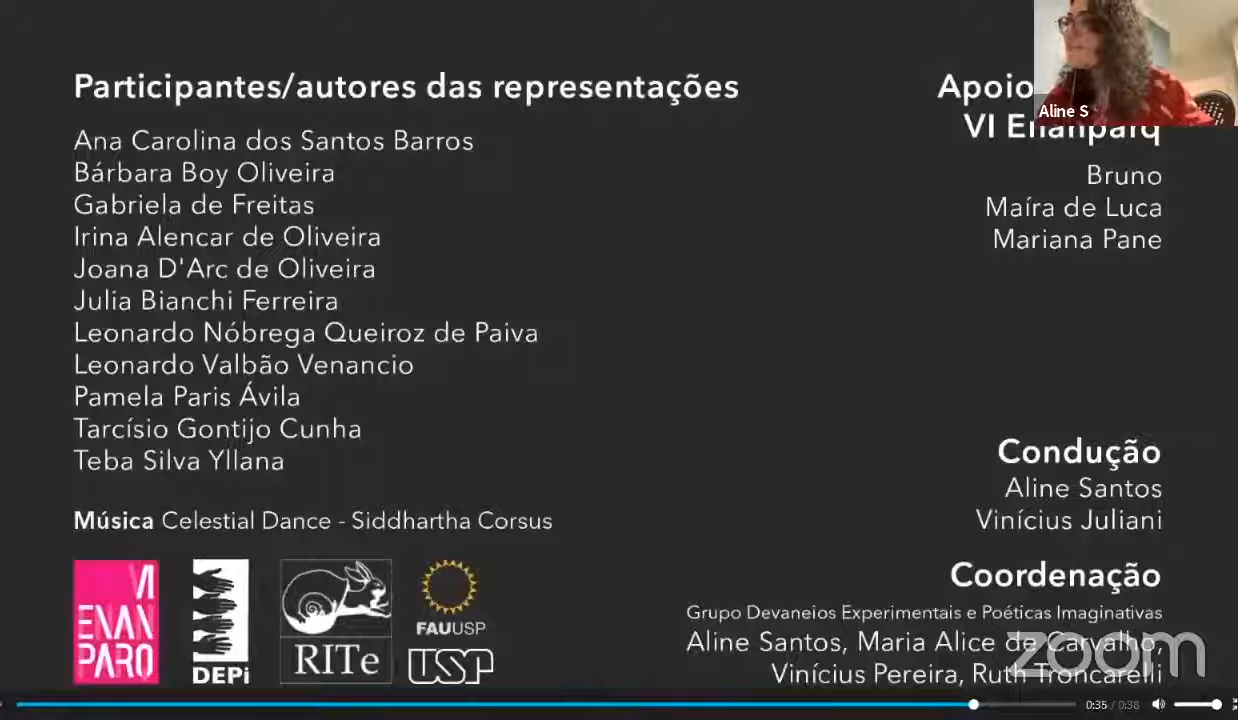 Participantes/autores das representações
Ana Carolina dos Santos Barros
Bárbara Boy Oliveira
Gabriela de Freitas
Irina Alencar de Oliveira
Joana D'Arc de Oliveira
Julia Bianchi Ferreira
Leonardo Nóbrega Queiroz de Paiva
Leonardo Valbão Venancio
Pamela Paris Ávila
Tarcísio Gontijo Cunha
Teba Silva Yllana
Música Celestial Dance - Siddhartha Corsus
VI
ENAN
PARQ
DEPi
RITe
FAUUSP
USP
Apoio
VI Enanparq
Aline S
Bruno
Maíra de Luca
Mariana Pane
Condução
Aline Santos
Vinícius Juliani
Coordenação
Grupo Devaneios Experimentais e Poéticas Imaginativas
Aline Santos, Maria Alice de Carvalho,
Vinícius Pereira, Ruth Troncarelli
zoom
0:35 / 0:38